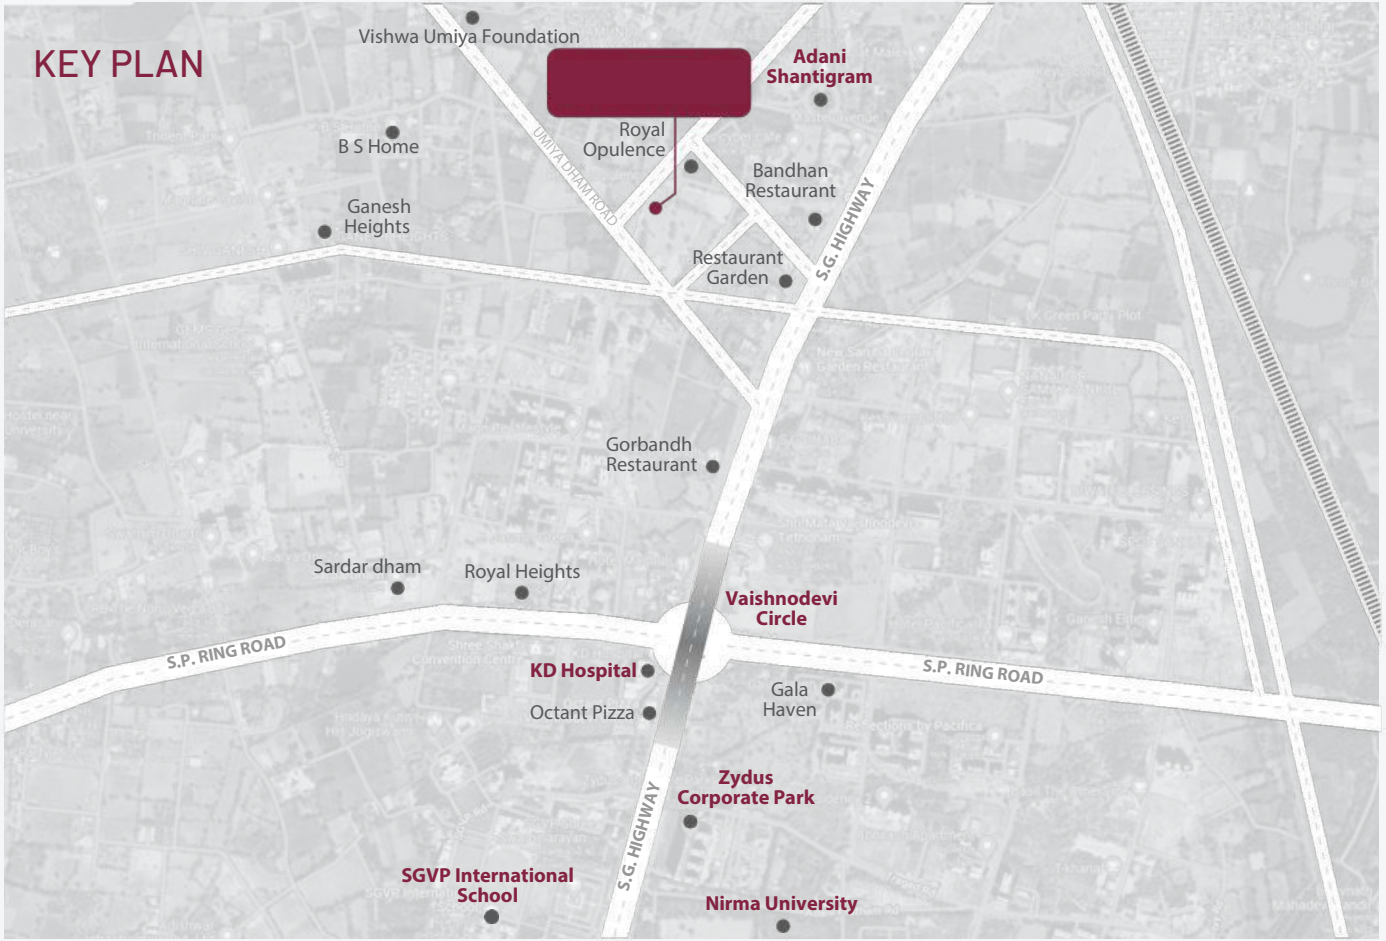 KEY PLAN
Vishwa Umiya Foundation
Adani
Shantigram
B S Home
Royal
Opulence
UMIYA DHAM ROAD
Bandhan
Restaurant
Ganesh
Heights
S.G. HIGHWAY
Restaurant
Garden
Gorbandh
Restaurant
Sardar dham
Royal Heights
Vaishnodevi
Circle
S.P. RING ROAD
KD Hospital
S.P. RING ROAD
Gala
Haven
Octant Pizza
Zydus
Corporate Park
S.G. HIGHWAY
SGVP International
School
Nirma University